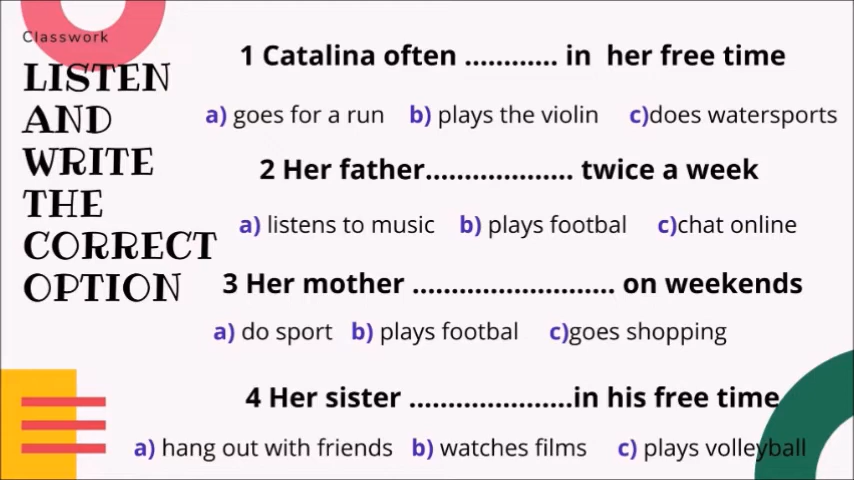 Classwork
LISTEN
AND
WRITE
THE
CORRECT
OPTION
1 Catalina often ............ in her free time
a) goes for a run b) plays the violin c)does watersports
2 Her father................... twice a week
a) listens to music b) plays footbal c)chat online
3 Her mother .......................... on weekends
a) do sport b) plays footbal c)goes shopping
4 Her sister .....................in his free time
a) hang out with friends b) watches films c) plays volleyball